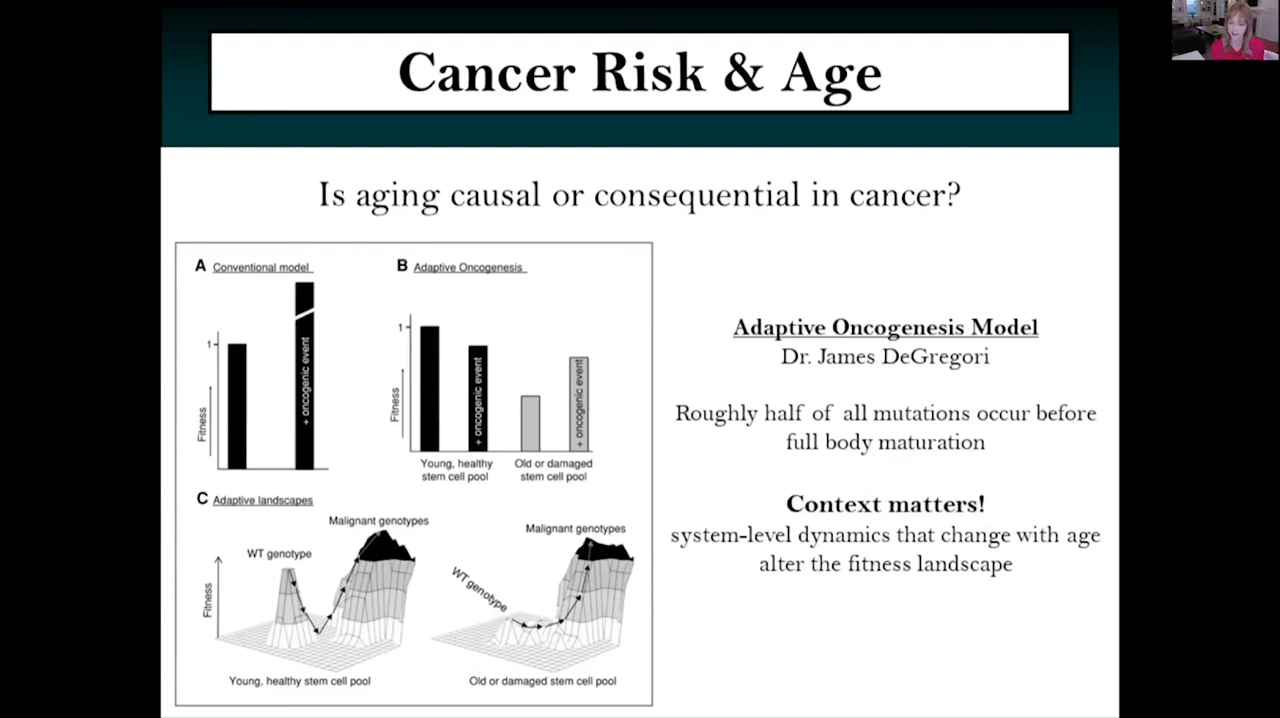 Cancer Risk & Age
Is aging causal or consequential in cancer?
A Conventional model
1
Fitness
+ oncogenic event
B Adaptive Oncogenesis
1
Fitness
+ oncogenic event
+ oncogenic event
Young, healthy
stem cell pool
Old or damaged
stem cell pool
C Adaptive landscapes
Fitness
WT genotype
Malignant genotypes
Young, healthy stem cell pool
WT genotype
Malignant genotypes
Old or damaged stem cell pool
Adaptive Oncogenesis Model
Dr. James DeGregori
Roughly half of all mutations occur before
full body maturation
Context matters!
system-level dynamics that change with age
alter the fitness landscape